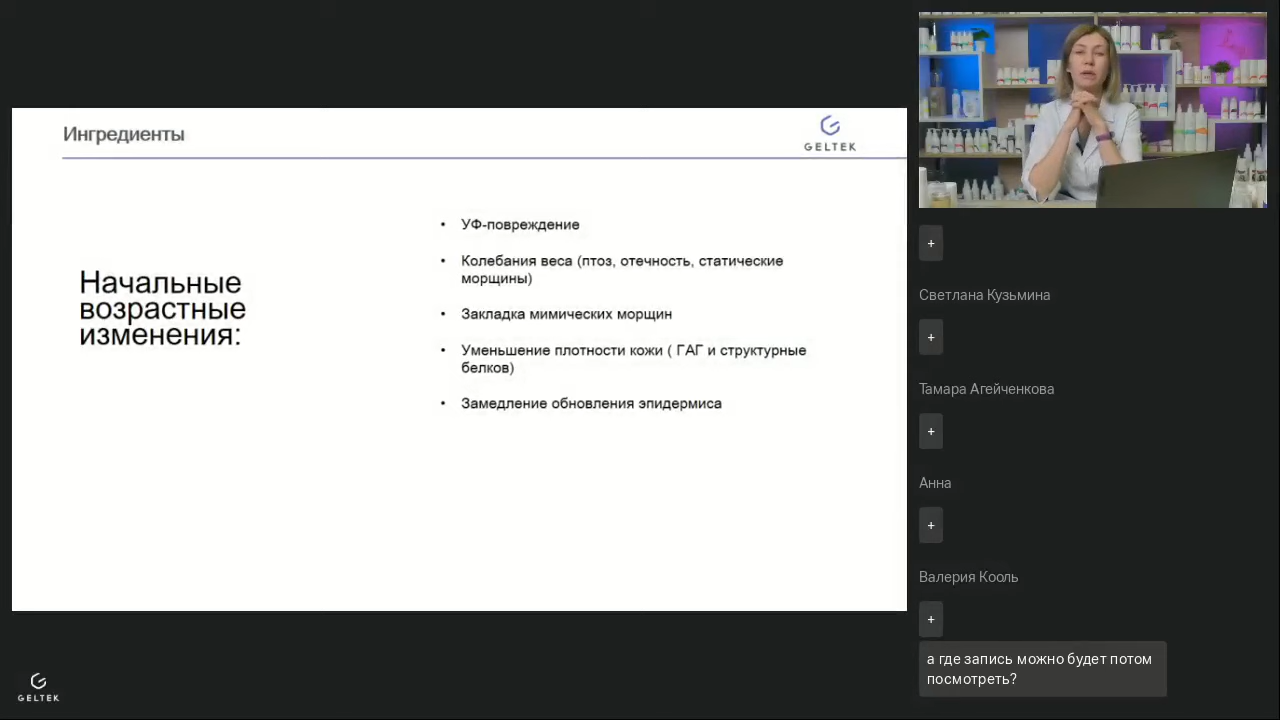 Ингредиенты
GELTEK
Начальные
возрастные
изменения:
• УФ-повреждение
• Колебания веса (птоз, отечность, статические
морщины)
• Закладка мимических морщин
• Уменьшение плотности кожи ( ГАГ и структурные
белков)
• Замедление обновления эпидермиса
GELTEK
+
Светлана Кузьмина
+
Тамара Агейченкова
+
Анна
+
Валерия Кооль
+
а где запись можно будет потом
посмотреть?